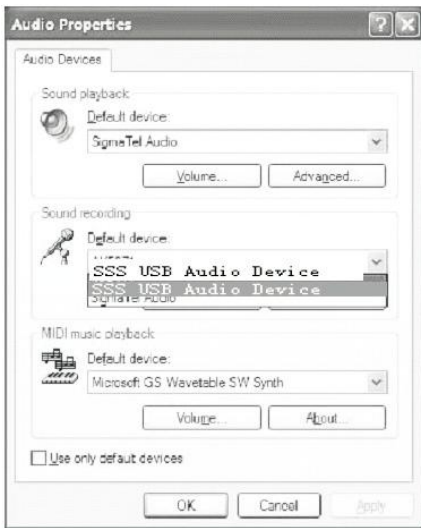 Audio Properties
Audio Devices
Sound playback
Default device:
SigmaTel Audio
Volume...
Advanced...
Sound recording
Default device:
SSS USB Audio Device
SSS USB Audio Device
SigmaTel Audio
MIDI music playback
Default device:
Microsoft GS Wavetable SW Synth
Volume...
About...
Use only default devices
OK
Cancel
Apply